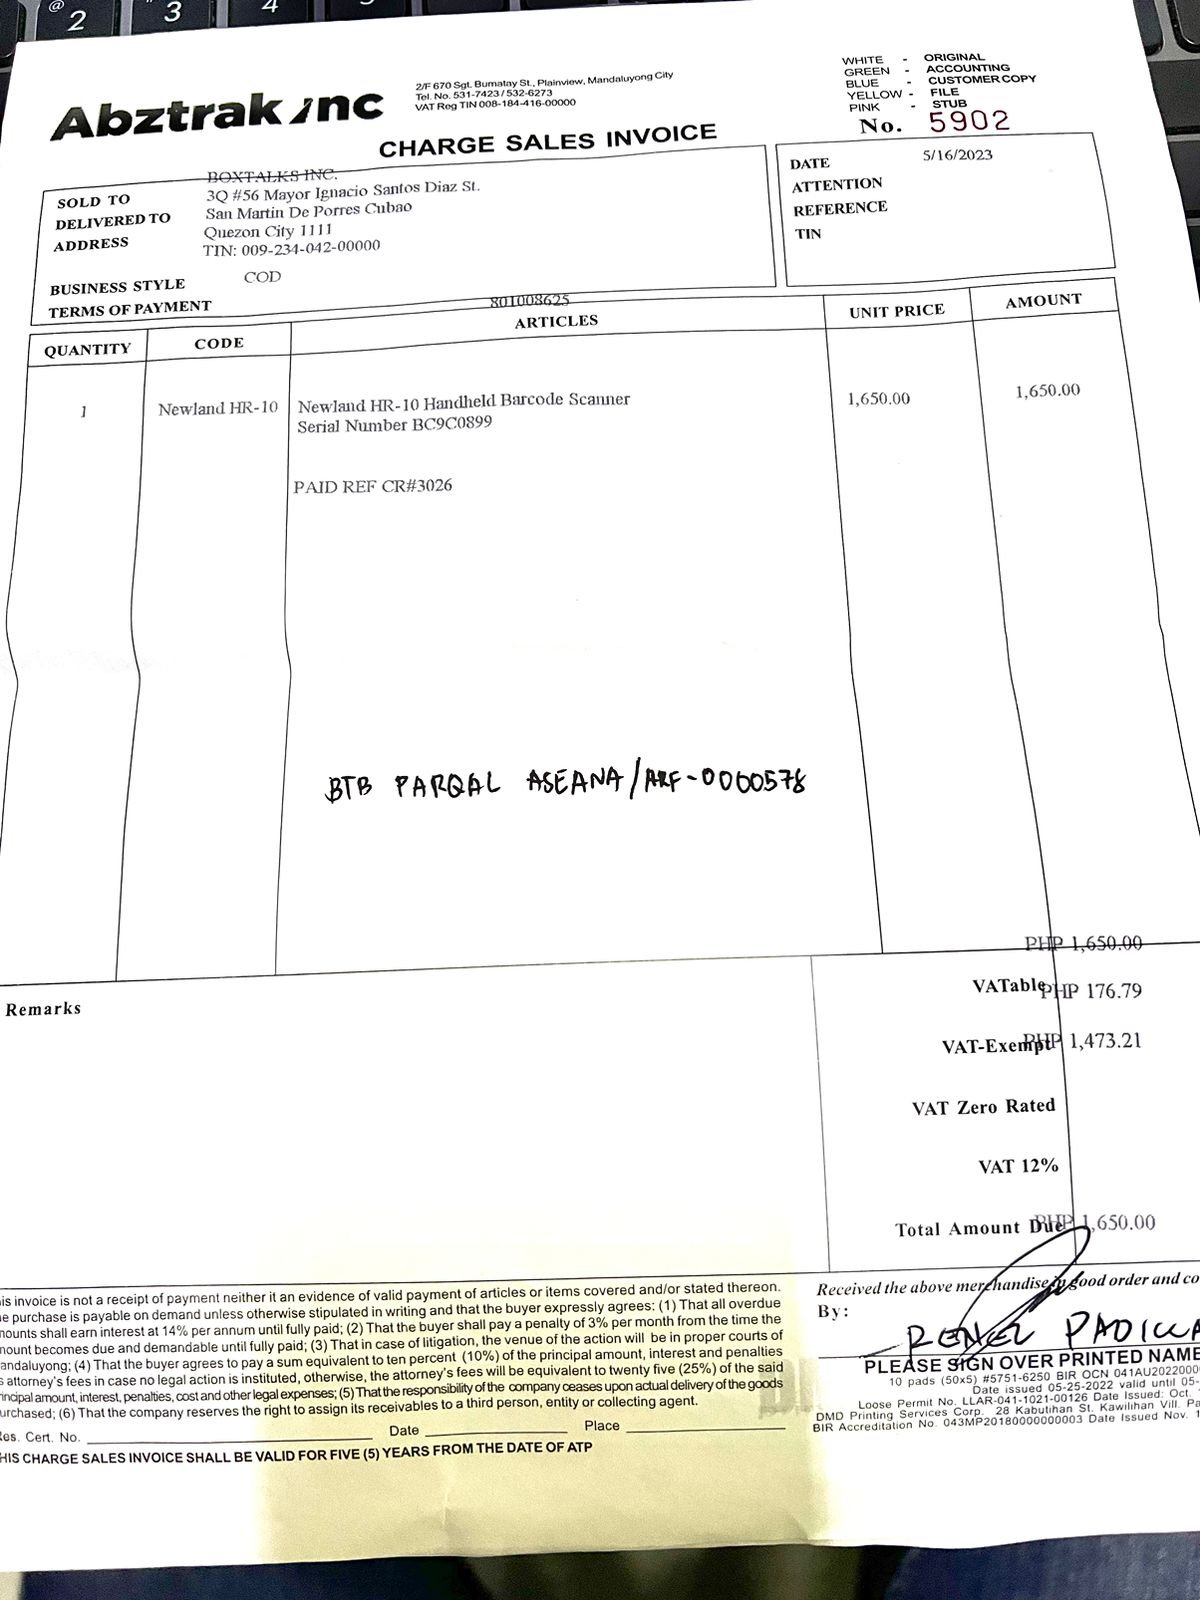 @
2
3
4
Abztrak inc
2/F 670 Sgt. Bumatay St., Plainview, Mandaluyong City
Tel. No. 531-7423 / 532-6273
VAT Reg TIN 008-184-416-00000
WHITE - ORIGINAL
GREEN - ACCOUNTING
BLUE - CUSTOMER COPY
YELLOW - FILE
PINK - STUB
No. 5902
CHARGE SALES INVOICE
SOLD TO
DELIVERED TO
ADDRESS
BOXTALKS INC.
3Q #56 Mayor Ignacio Santos Diaz St.
San Martin De Porres Cubao
Quezon City 1111
TIN: 009-234-042-00000
BUSINESS STYLE
COD
TERMS OF PAYMENT
801008625
DATE 5/16/2023
ATTENTION
REFERENCE
TIN
QUANTITY CODE ARTICLES UNIT PRICE AMOUNT
1 Newland HR-10 Newland HR-10 Handheld Barcode Scanner 1,650.00 1,650.00
Serial Number BC9C0899
PAID REF CR#3026
BTB PARQAL ASEANA/ARF-0000578
PHP 1,650.00
Remarks
VATable PHP 176.79
VAT-Exempt PHP 1,473.21
VAT Zero Rated
VAT 12%
Total Amount Due PHP 1,650.00
is invoice is not a receipt of payment neither it an evidence of valid payment of articles or items covered and/or stated thereon.
e purchase is payable on demand unless otherwise stipulated in writing and that the buyer expressly agrees: (1) That all overdue
mounts shall earn interest at 14% per annum until fully paid; (2) That the buyer shall pay a penalty of 3% per month from the time the
mount becomes due and demandable until fully paid; (3) That in case of litigation, the venue of the action will be in proper courts of
andaluyong; (4) That the buyer agrees to pay a sum equivalent to ten percent (10%) of the principal amount, interest and penalties
s attorney's fees in case no legal action is instituted, otherwise, the attorney's fees will be equivalent to twenty five (25%) of the said
rincipal amount, interest, penalties, cost and other legal expenses; (5) That the responsibility of the company ceases upon actual delivery of the goods
urchased; (6) That the company reserves the right to assign its receivables to a third person, entity or collecting agent.
es. Cert. No. Date Place
HIS CHARGE SALES INVOICE SHALL BE VALID FOR FIVE (5) YEARS FROM THE DATE OF ATP
Received the above merchandise in good order and co
By:
RENEL PADILLA
PLEASE SIGN OVER PRINTED NAME
10 pads (50x5) #5751-6250 BIR OCN 041AU2022000
Date issued 05-25-2022 valid until 05-
Loose Permit No. LLAR-041-1021-00126 Date Issued: Oct.
DMD Printing Services Corp. 28 Kabutihan St. Kawilihan Vill. Pa
BIR Accreditation No. 043MP20180000000003 Date Issued Nov. 1